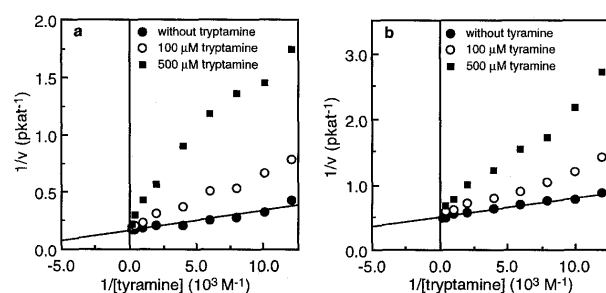 a
without tryptamine
100 µM tryptamine
500 µM tryptamine
2.0
1.5
1.0
0.5
0.0
1/v (pkat⁻¹)
-5.0
0.0
5.0
10.0
1/[tyramine] (10³ M⁻¹)
b
without tyramine
100 µM tyramine
500 µM tyramine
3.0
2.0
1.0
0.0
1/v (pkat⁻¹)
-5.0
0.0
5.0
10.0
1/[tryptamine] (10³ M⁻¹)